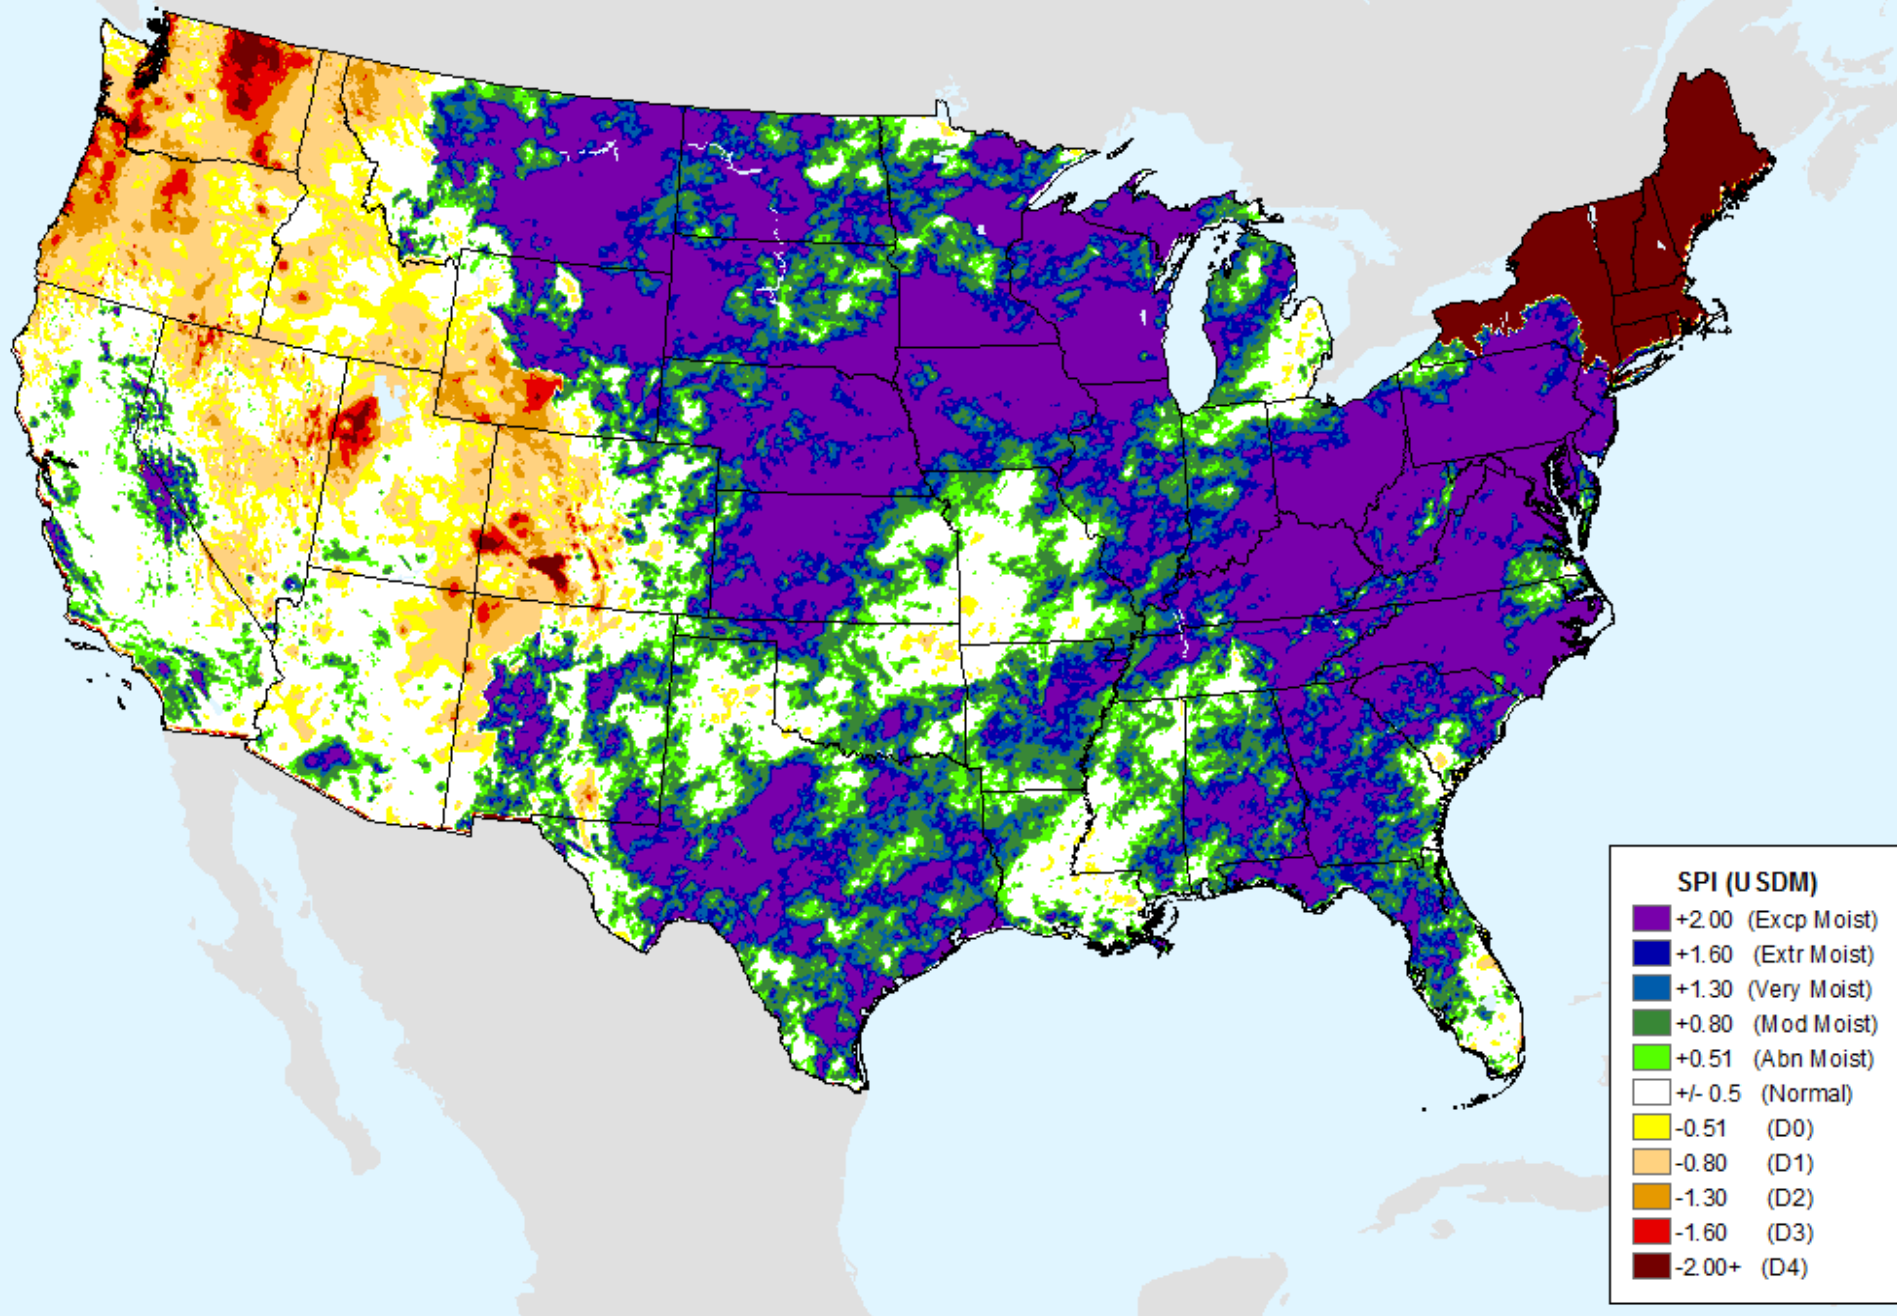 SPI (USDM)
+2.00 (Excp Moist)
+1.60 (Extr Moist)
+1.30 (Very Moist)
+0.80 (Mod Moist)
+0.51 (Abn Moist)
+/- 0.5 (Normal)
-0.51 (D0)
-0.80 (D1)
-1.30 (D2)
-1.60 (D3)
-2.00+ (D4)